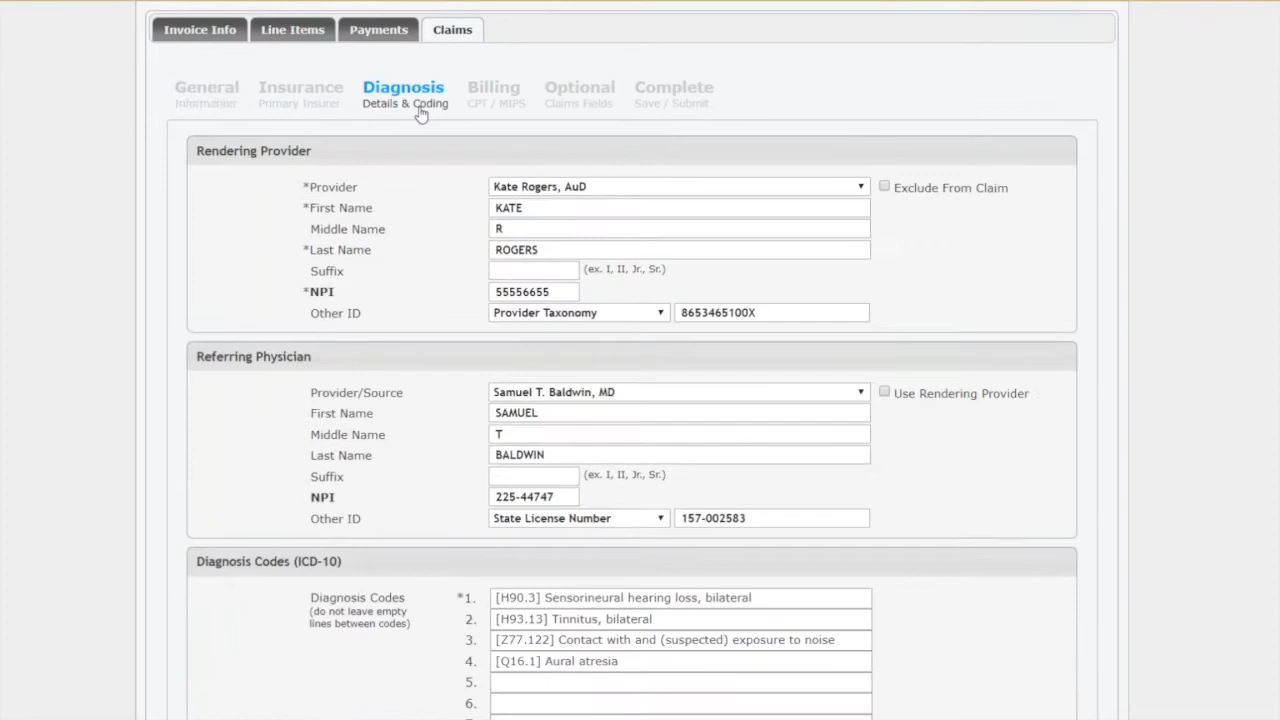 Invoice Info Line Items Payments Claims
General Insurance Diagnosis Billing Optional Complete
Information Primary Insurer Details & Coding CPT / MIPS Claims Fields Save / Submit
Rendering Provider
*Provider Kate Rogers, AuD Exclude From Claim
*First Name KATE
Middle Name R
*Last Name ROGERS
Suffix (ex. I, II, Jr., Sr.)
*NPI 55556655
Other ID Provider Taxonomy 8653465100X
Referring Physician
Provider/Source Samuel T. Baldwin, MD Use Rendering Provider
First Name SAMUEL
Middle Name T
Last Name BALDWIN
Suffix (ex. I, II, Jr., Sr.)
NPI 225-44747
Other ID State License Number 157-002583
Diagnosis Codes (ICD-10)
Diagnosis Codes *1. [H90.3] Sensorineural hearing loss, bilateral
(do not leave empty
lines between codes)
2. [H93.13] Tinnitus, bilateral
3. [Z77.122] Contact with and (suspected) exposure to noise
4. [Q16.1] Aural atresia
5.
6.